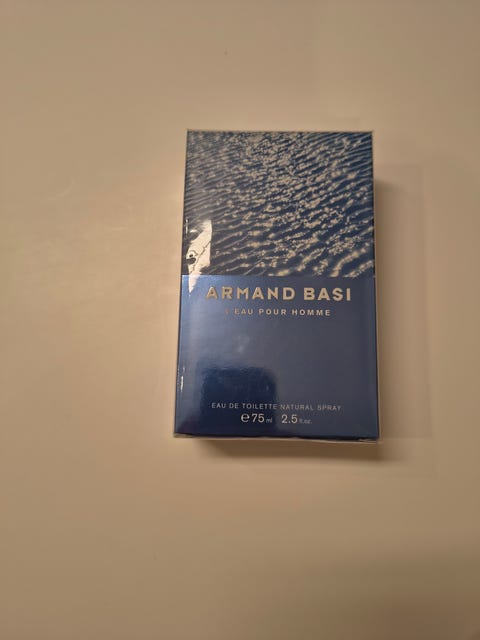 ARMAND BASI
L'EAU POUR HOMME
EAU DE TOILETTE NATURAL SPRAY
℮75 ml 2.5 fl.oz.